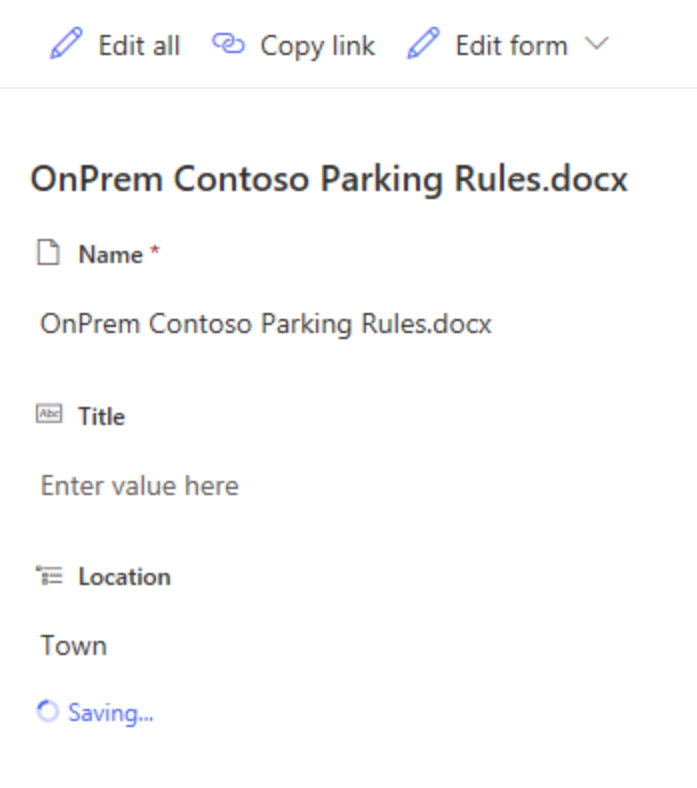 Edit all Copy link Edit form
OnPrem Contoso Parking Rules.docx
Name *
OnPrem Contoso Parking Rules.docx
Abc Title
Enter value here
Location
Town
Saving...